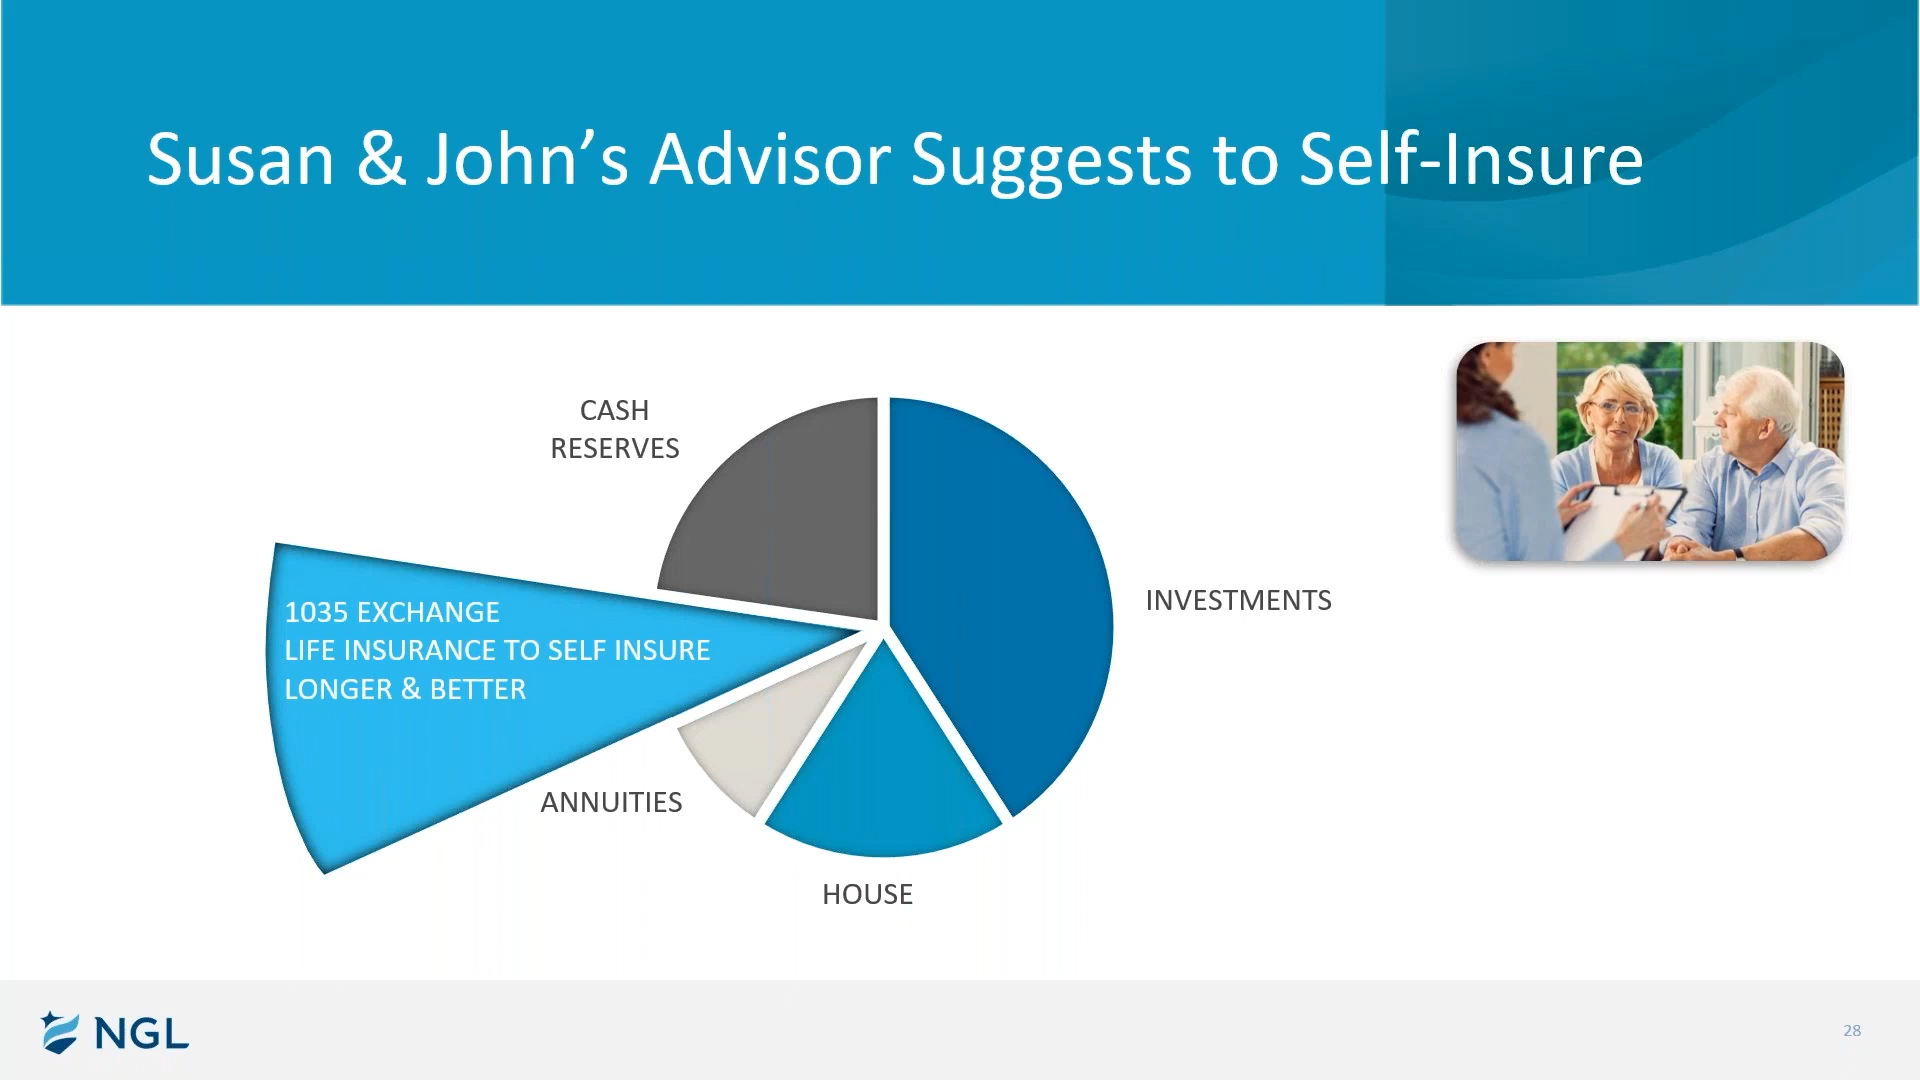 Susan & John’s Advisor Suggests to Self-Insure
CASH
RESERVES
1035 EXCHANGE
LIFE INSURANCE TO SELF INSURE
LONGER & BETTER
INVESTMENTS
ANNUITIES
HOUSE
NGL
28